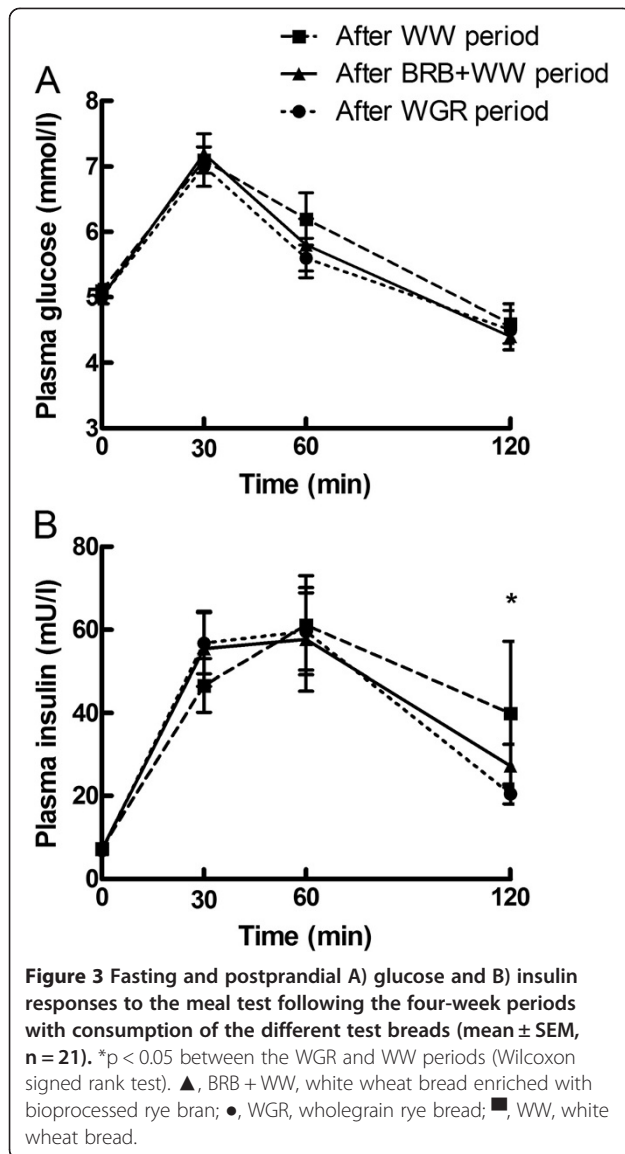 After WW period
After BRB+WW period
After WGR period
A
Plasma glucose (mmol/l)
8
7
6
5
4
3
0 30 60 120
Time (min)
B
Plasma insulin (mU/l)
80
60
40
20
0
*
0 30 60 120
Time (min)
Figure 3 Fasting and postprandial A) glucose and B) insulin
responses to the meal test following the four-week periods
with consumption of the different test breads (mean ± SEM,
n = 21). *p < 0.05 between the WGR and WW periods (Wilcoxon
signed rank test). ▲, BRB + WW, white wheat bread enriched with
bioprocessed rye bran; ●, WGR, wholegrain rye bread; ■, WW, white
wheat bread.